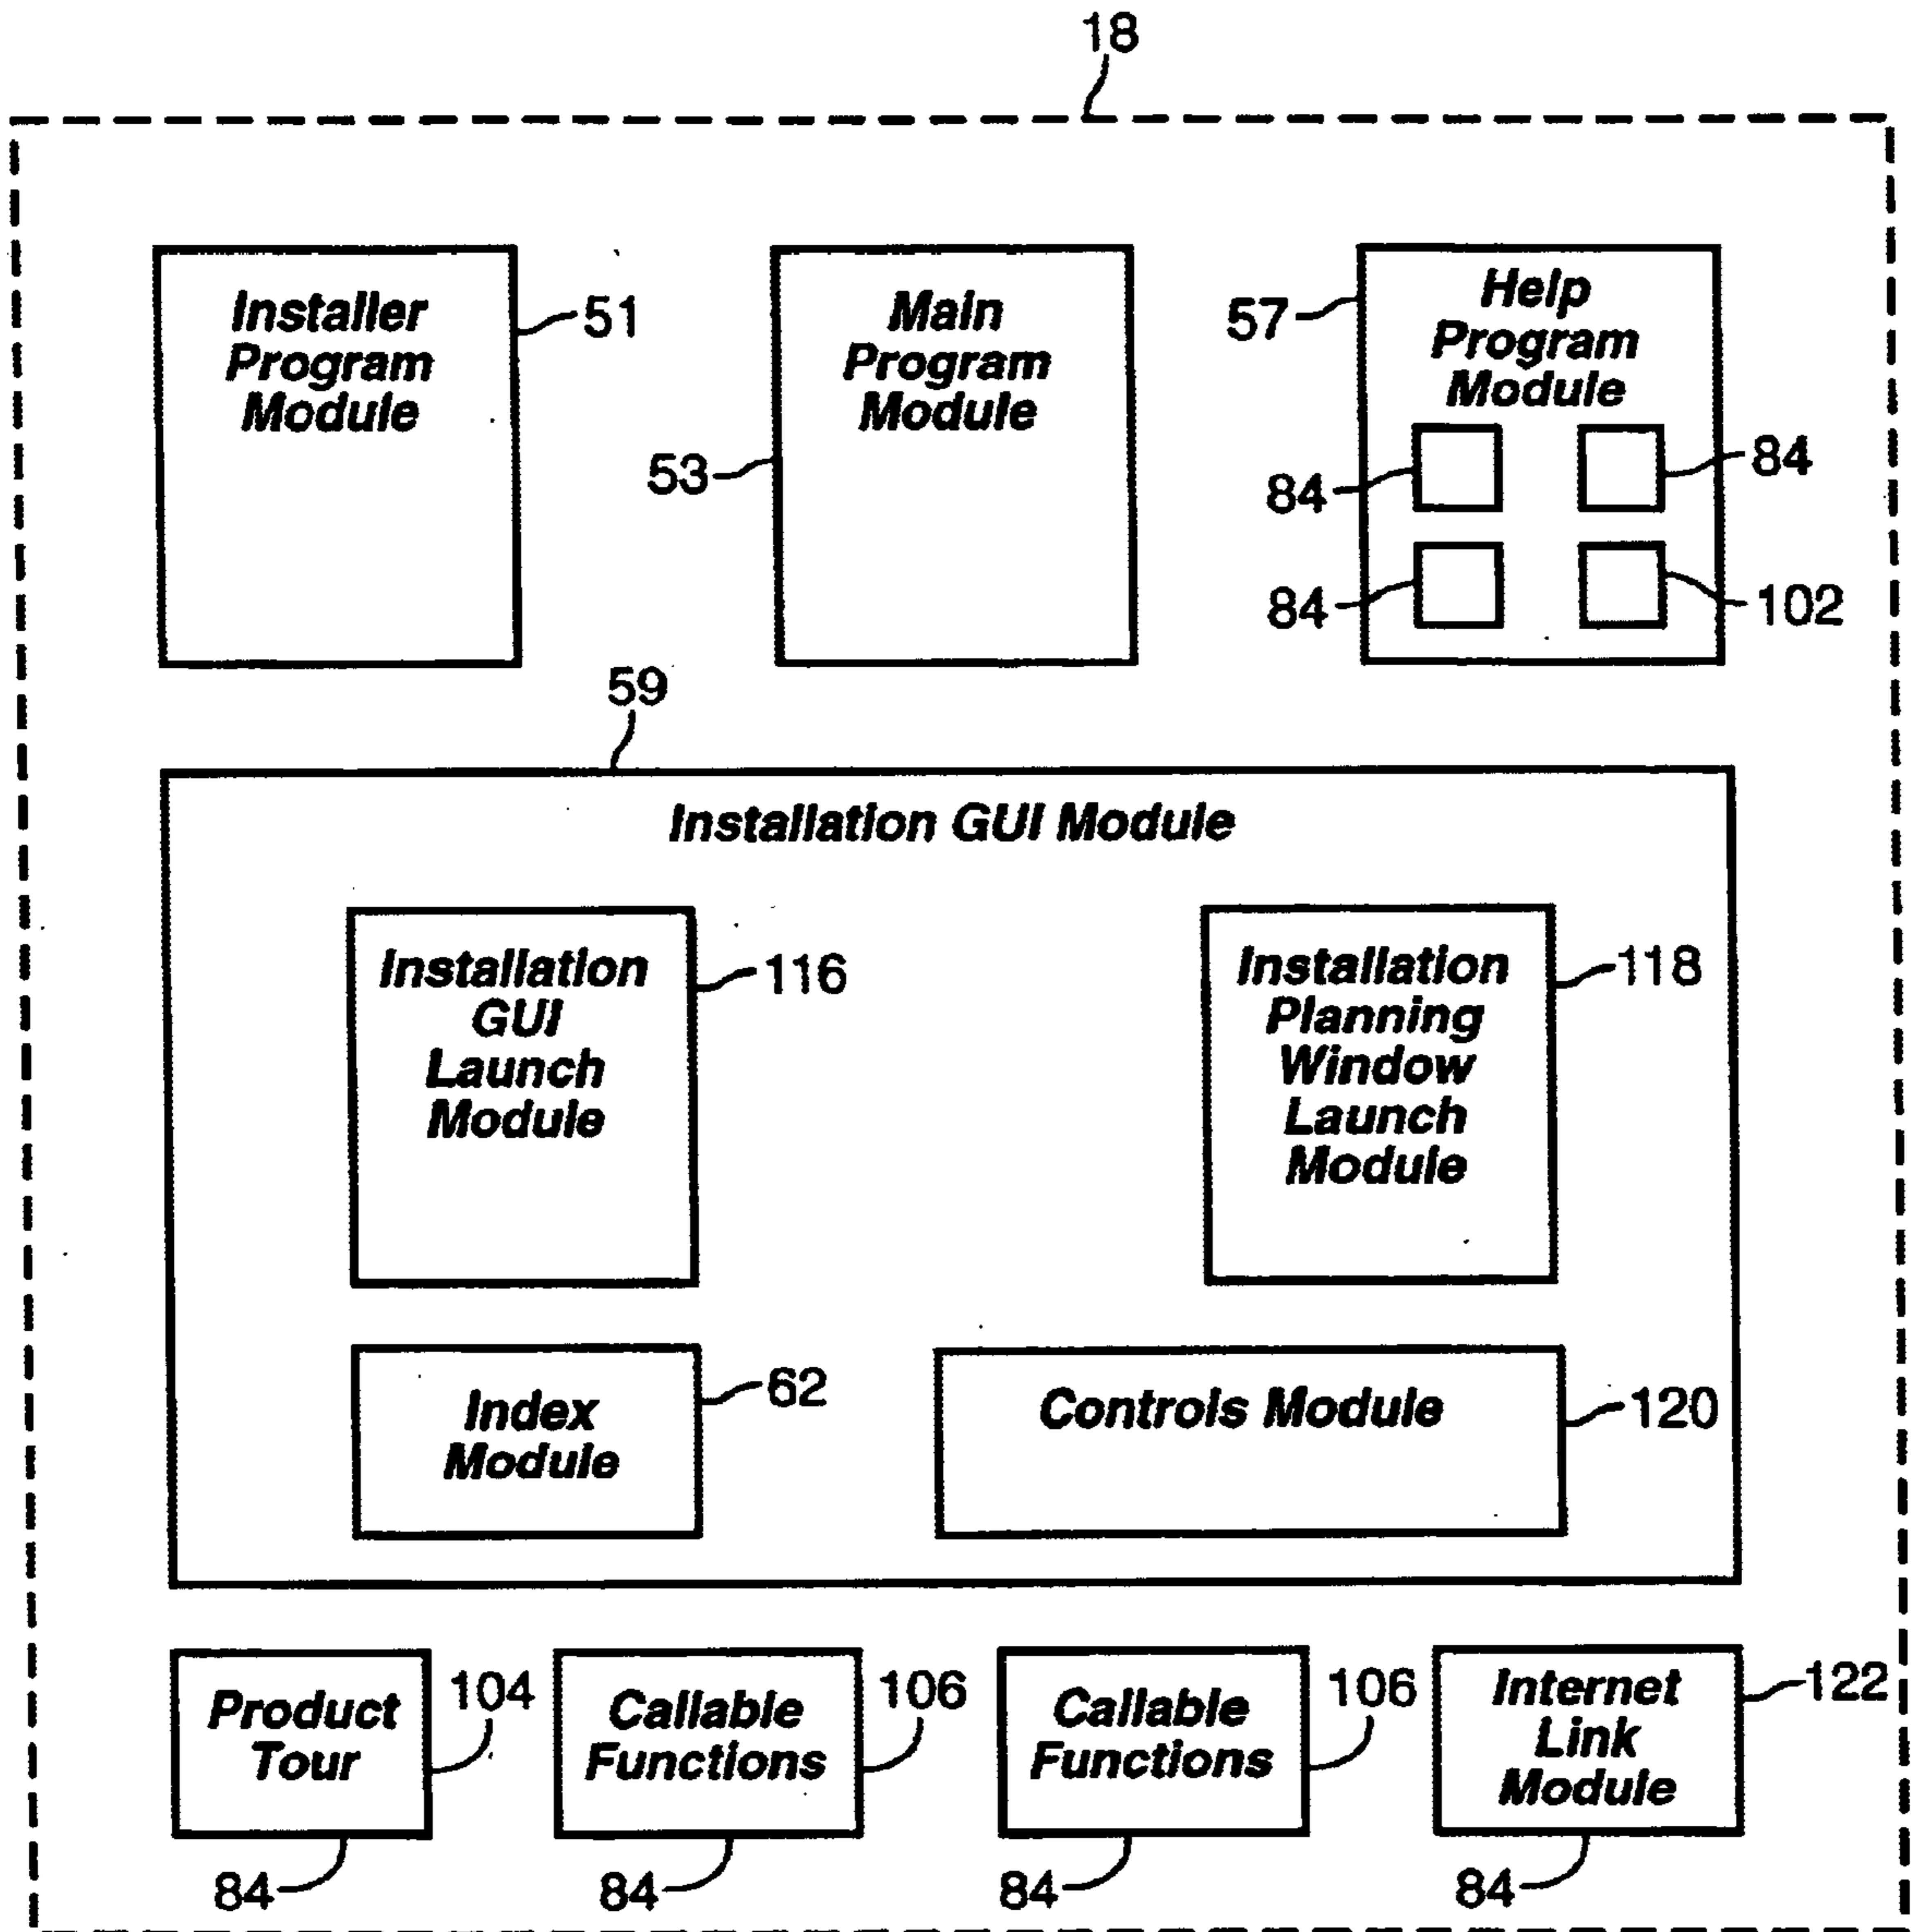 18
Installer
Program
Module
51
Main
Program
Module
53
57
Help
Program
Module
84
84
84
102
59
Installation GUI Module
Installation
GUI
Launch
Module
116
Installation
Planning
Window
Launch
Module
118
Index
Module
62
Controls Module
120
Product
Tour
104
84
Callable
Functions
106
84
Callable
Functions
106
84
Internet
Link
Module
122
84